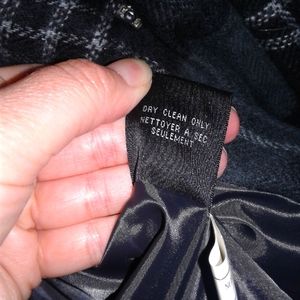 DRY CLEAN ONLY
NETTOYER A SEC
SEULEMENT